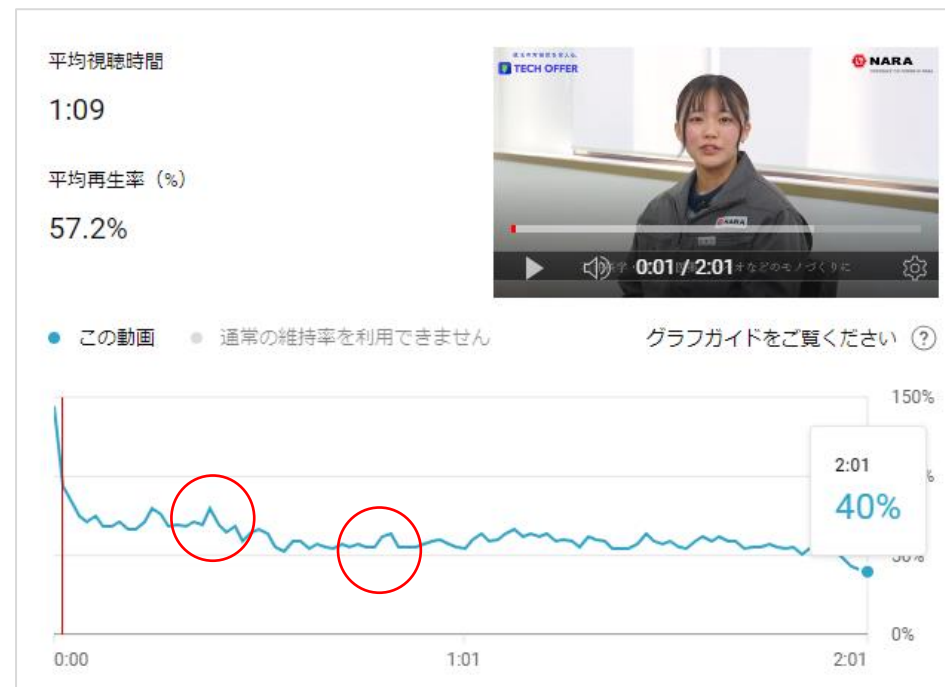 平均視聴時間
1:09
平均再生率（%）
57.2%
TECH OFFER
NARA
NARA
0:01 / 2:01
オなどのモノづくりに
この動画
通常の維持率を利用できません
グラフガイドをご覧ください ?
150%
2:01
40%
50%
0%
0:00
1:01
2:01